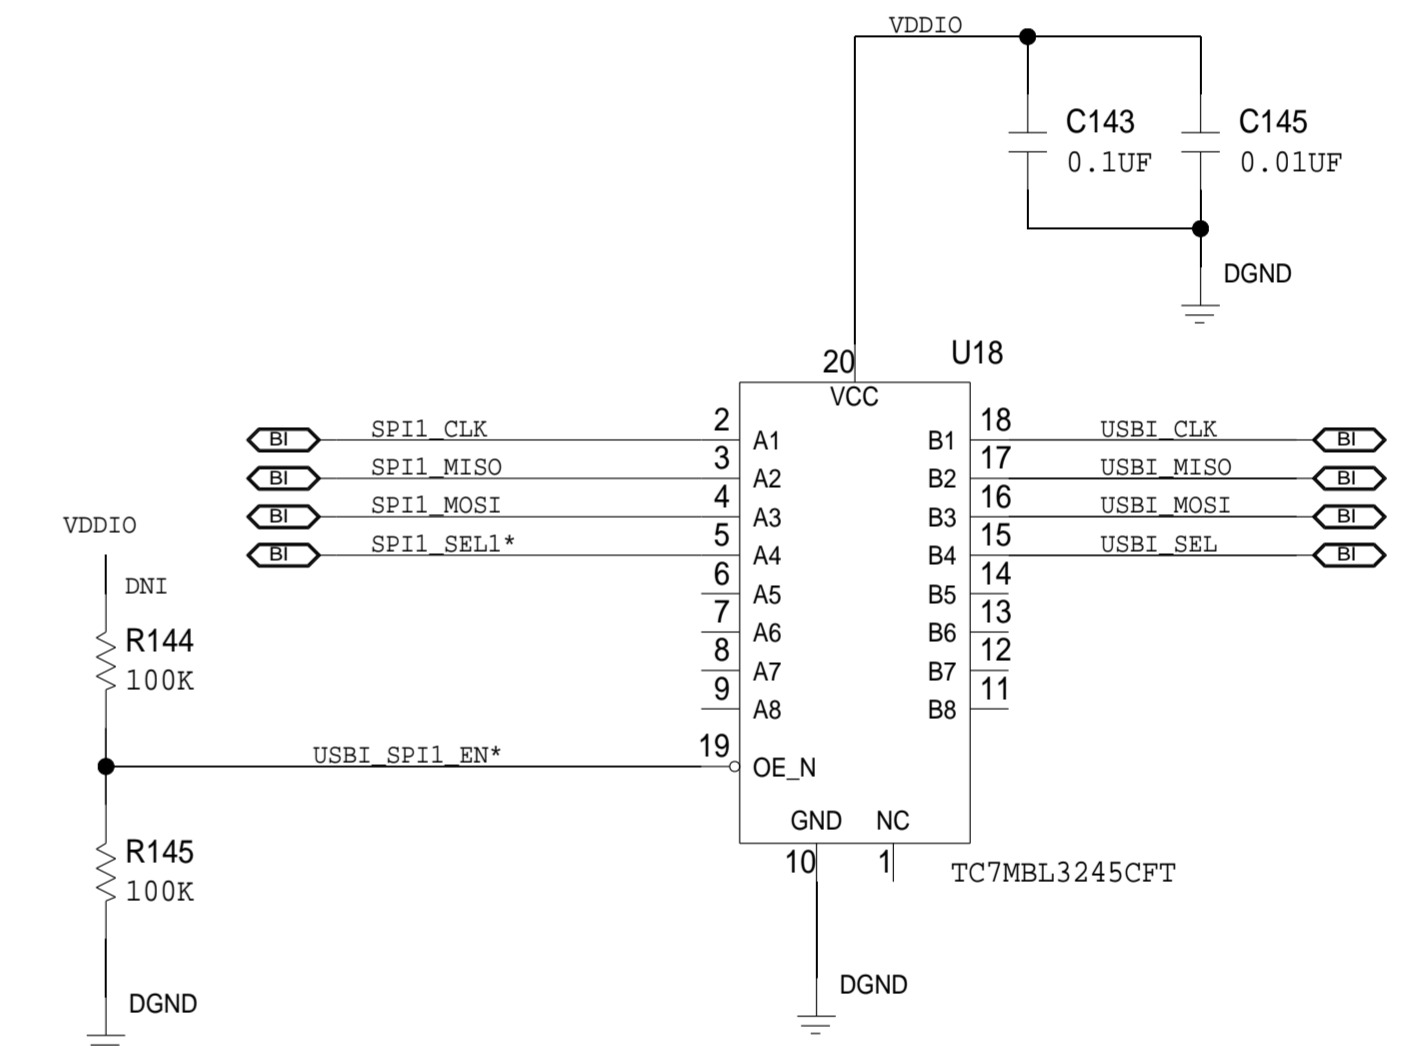 VDDIO
C143
0.1UF
C145
0.01UF
DGND
U18
20
VCC
BI SPI1_CLK 2 A1 B1 18 USBI_CLK BI
BI SPI1_MISO 3 A2 B2 17 USBI_MISO BI
BI SPI1_MOSI 4 A3 B3 16 USBI_MOSI BI
BI SPI1_SEL1* 5 A4 B4 15 USBI_SEL BI
6 A5 B5 14
7 A6 B6 13
8 A7 B7 12
9 A8 B8 11
VDDIO
DNI
R144
100K
USBI_SPI1_EN* 19 OE_N
GND NC
10 1
TC7MBL3245CFT
R145
100K
DGND
DGND